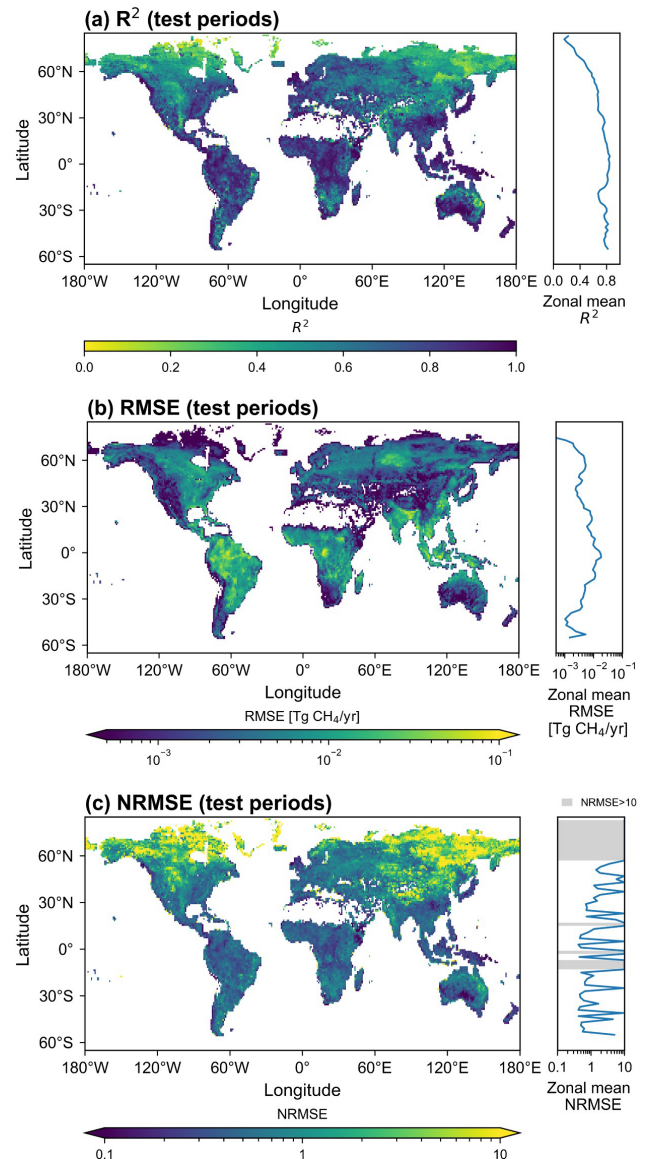 (a) R² (test periods)
60°N
30°N
0°
30°S
60°S
Latitude
180°W 120°W 60°W 0° 60°E 120°E 180°E
Longitude
0.0 0.4 0.8
Zonal mean
R²
R²
0.0 0.2 0.4 0.6 0.8 1.0
(b) RMSE (test periods)
60°N
30°N
0°
30°S
60°S
Latitude
180°W 120°W 60°W 0° 60°E 120°E 180°E
Longitude
10⁻³ 10⁻² 10⁻¹
Zonal mean
RMSE
[Tg CH₄/yr]
RMSE [Tg CH₄/yr]
10⁻³ 10⁻² 10⁻¹
(c) NRMSE (test periods)
NRMSE>10
60°N
30°N
0°
30°S
60°S
Latitude
180°W 120°W 60°W 0° 60°E 120°E 180°E
Longitude
0.1 1 10
Zonal mean
NRMSE
NRMSE
0.1 1 10